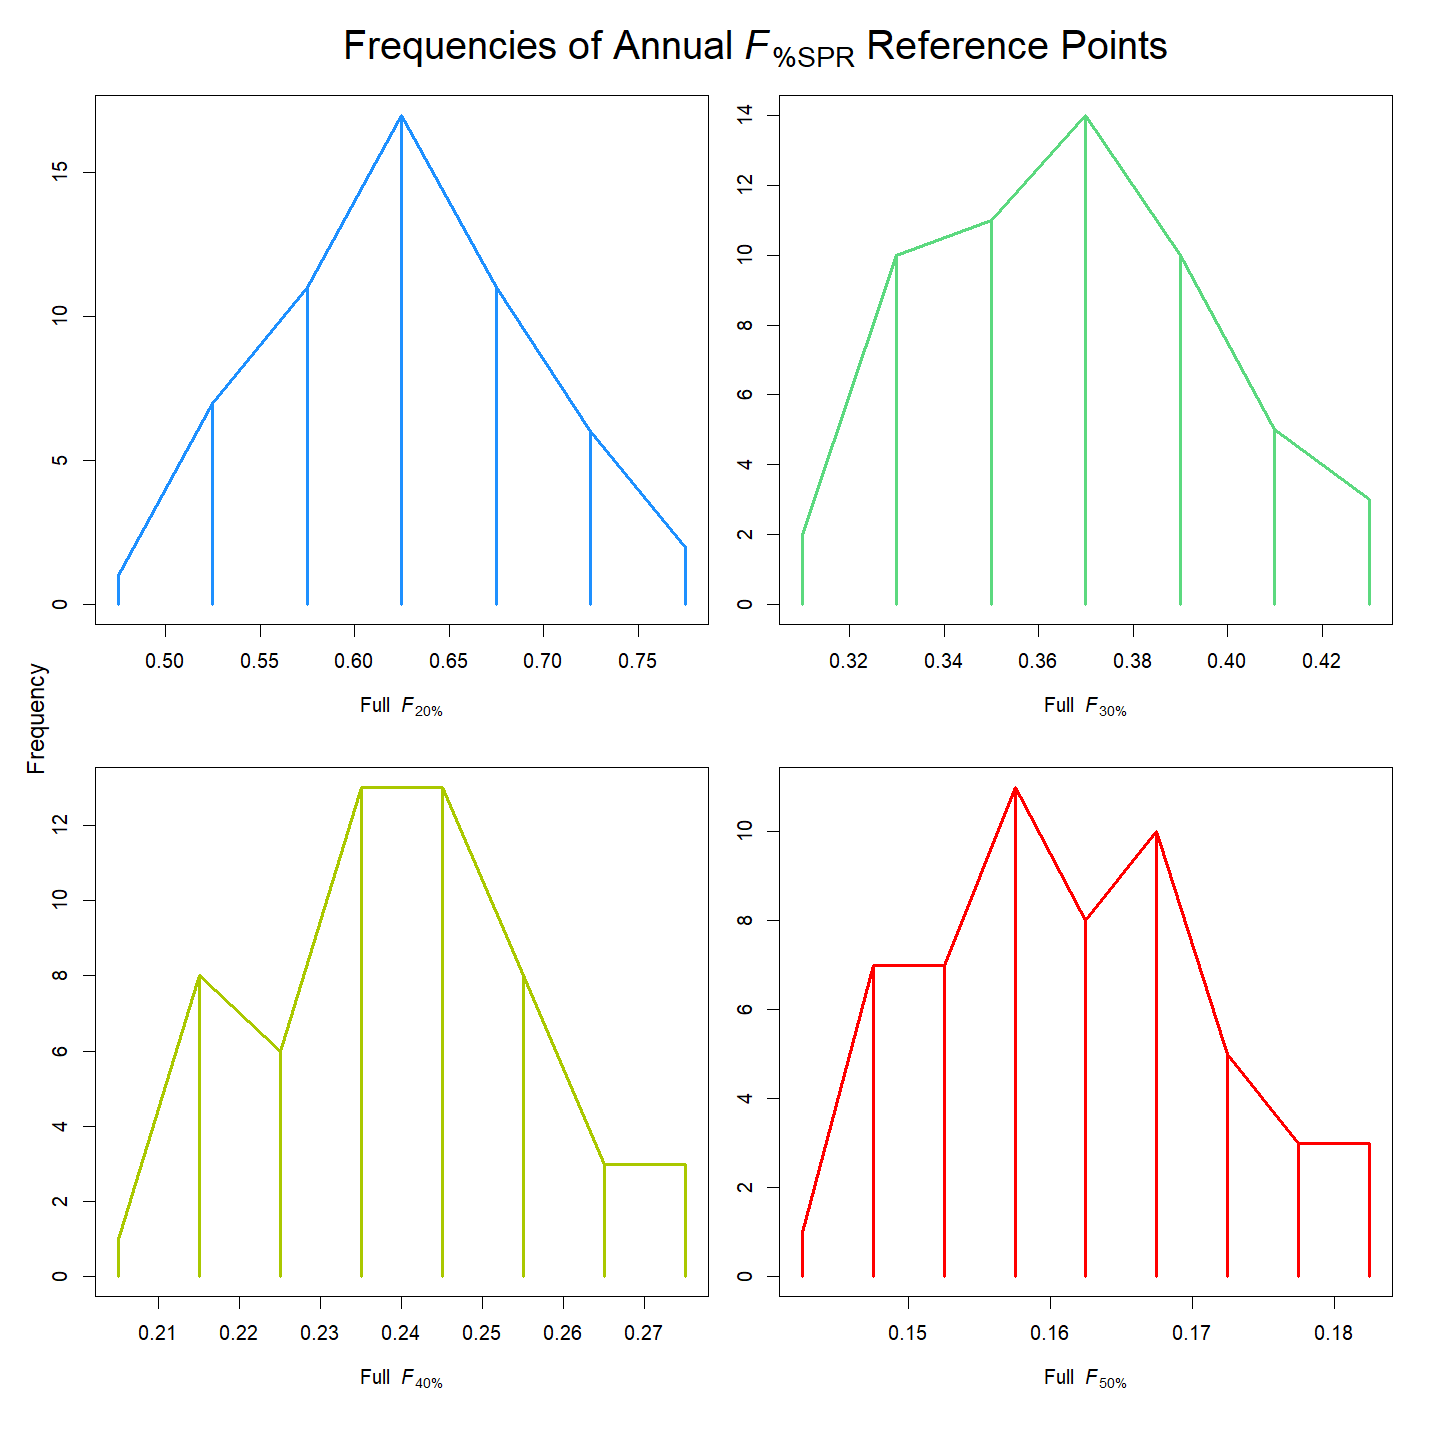 Frequencies of Annual F%SPR Reference Points
Frequency
0 5 10 15
0.50 0.55 0.60 0.65 0.70 0.75
Full F20%
0 2 4 6 8 10 12 14
0.32 0.34 0.36 0.38 0.40 0.42
Full F30%
0 2 4 6 8 10 12
0.21 0.22 0.23 0.24 0.25 0.26 0.27
Full F40%
0 2 4 6 8 10
0.15 0.16 0.17 0.18
Full F50%